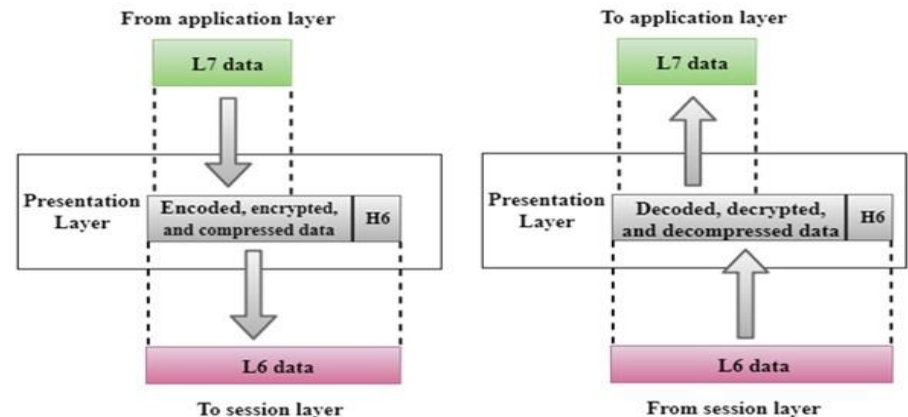 From application layer
L7 data
Presentation
Layer
Encoded, encrypted,
and compressed data
H6
L6 data
To session layer
To application layer
L7 data
Presentation
Layer
Decoded, decrypted,
and decompressed data
H6
L6 data
From session layer